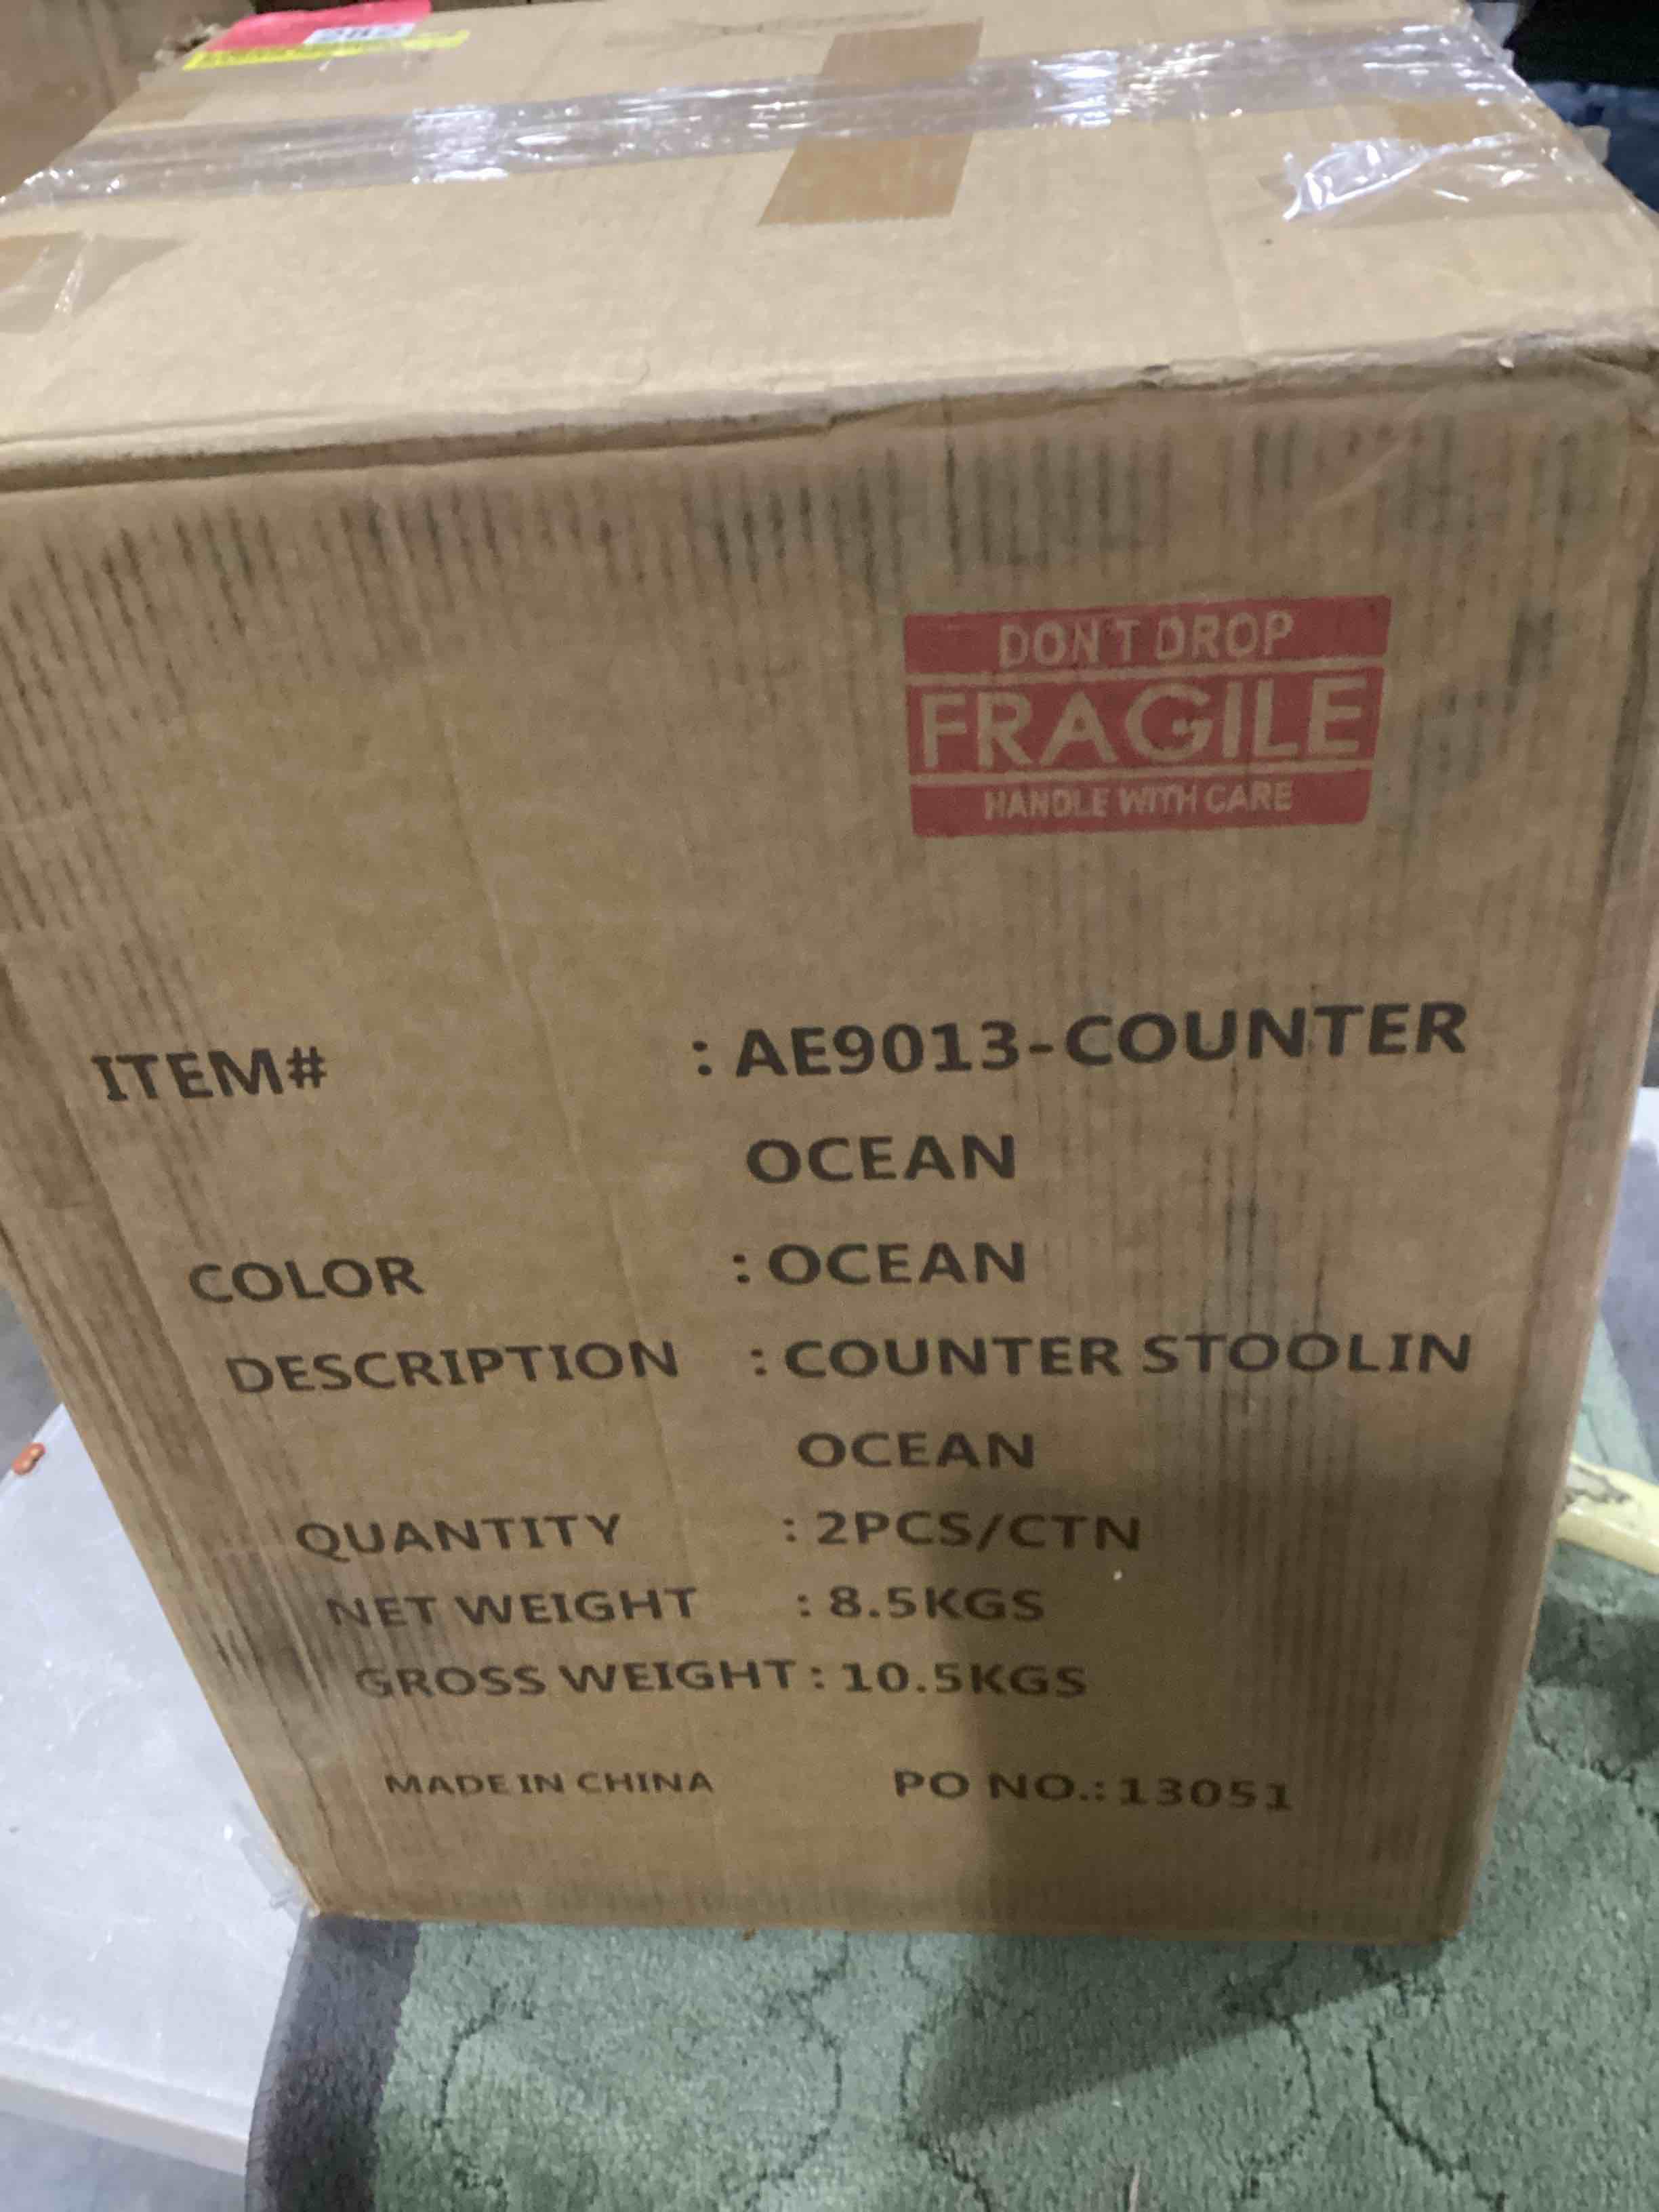 DON'T DROP
FRAGILE
HANDLE WITH CARE
ITEM# : AE9013-COUNTER
OCEAN
COLOR : OCEAN
DESCRIPTION : COUNTER STOOLIN
OCEAN
QUANTITY : 2PCS/CTN
NET WEIGHT : 8.5KGS
GROSS WEIGHT : 10.5KGS
MADE IN CHINA PO NO.: 13051